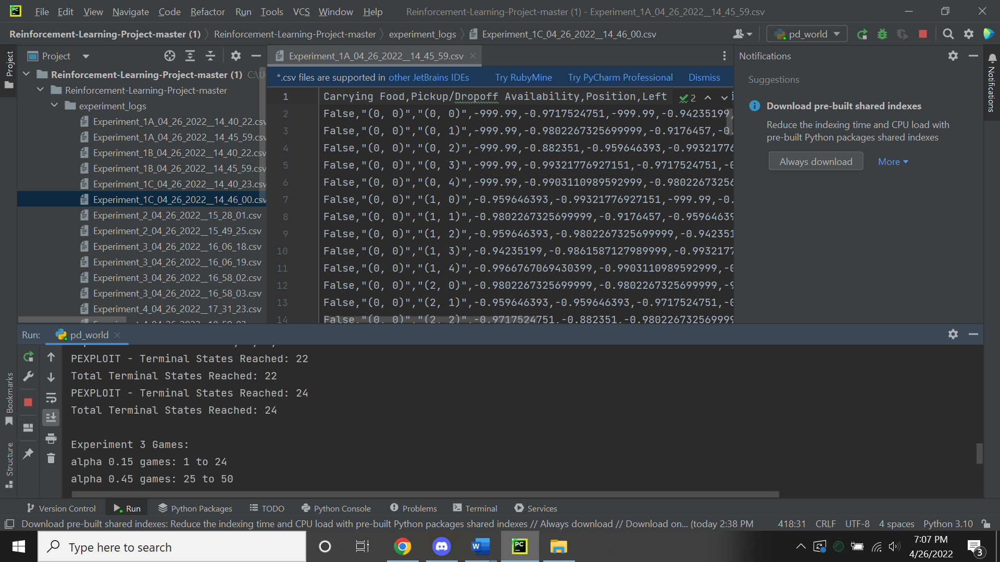 PC File Edit View Navigate Code Refactor Run Tools VCS Window Help Reinforcement-Learning-Project-master (1) - Experiment_1A_04_26_2022__14_45_59.csv
Reinforcement-Learning-Project-master (1) Reinforcement-Learning-Project-master experiment_logs Experiment_1C_04_26_2022__14_46_00.csv pd_world
Project
Project
Reinforcement-Learning-Project-master (1) C:\Us
Reinforcement-Learning-Project-master
experiment_logs
Experiment_1A_04_26_2022__14_40_22.csv
Experiment_1A_04_26_2022__14_45_59.csv
Experiment_1B_04_26_2022__14_40_22.csv
Experiment_1B_04_26_2022__14_45_59.csv
Experiment_1C_04_26_2022__14_40_23.csv
Experiment_1C_04_26_2022__14_46_00.csv
Experiment_2_04_26_2022__15_28_01.csv
Experiment_2_04_26_2022__15_49_25.csv
Experiment_3_04_26_2022__16_06_18.csv
Experiment_3_04_26_2022__16_06_19.csv
Experiment_3_04_26_2022__16_58_02.csv
Experiment_3_04_26_2022__16_58_03.csv
Experiment_4_04_26_2022__17_31_23.csv
Experiment_1A_04_26_2022__14_45_59.csv
*.csv files are supported in other JetBrains IDEs Try RubyMine Try PyCharm Professional Dismiss
1 Carrying Food,Pickup/Dropoff Availability,Position,Left 2
2 False,"(0, 0)","(0, 0)",-999.99,-0.9717524751,-999.99,-0.94235199,
3 False,"(0, 0)","(0, 1)",-999.99,-0.9802267325699999,-0.9176457,-0.
4 False,"(0, 0)","(0, 2)",-999.99,-0.882351,-0.959646393,-0.99321776
5 False,"(0, 0)","(0, 3)",-999.99,-0.99321776927151,-0.9717524751,-0
6 False,"(0, 0)","(0, 4)",-999.99,-0.9903110989592999,-0.98022673256
7 False,"(0, 0)","(1, 0)",-0.959646393,-0.99321776927151,-999.99,-0.
8 False,"(0, 0)","(1, 1)",-0.9802267325699999,-0.9176457,-0.95964639
9 False,"(0, 0)","(1, 2)",-0.959646393,-0.9802267325699999,-0.942351
10 False,"(0, 0)","(1, 3)",-0.94235199,-0.9861587127989999,-0.9932177
11 False,"(0, 0)","(1, 4)",-0.9966767069430399,-0.9903110989592999,-0
12 False,"(0, 0)","(2, 0)",-0.9802267325699999,-0.9802267325699999,-9
13 False,"(0, 0)","(2, 1)",-0.959646393,-0.959646393,-0.9717524751,-0
14 False,"(0, 0)","(2, 2)",-0.9717524751,-0.882351,-0.980226732569999
Notifications
Suggestions
Download pre-built shared indexes
Reduce the indexing time and CPU load with
pre-built Python packages shared indexes
Always download More
Notifications
Run: pd_world
PEXPLOIT - Terminal States Reached: 22
Total Terminal States Reached: 22
PEXPLOIT - Terminal States Reached: 24
Total Terminal States Reached: 24
Experiment 3 Games:
alpha 0.15 games: 1 to 24
alpha 0.45 games: 25 to 50
Bookmarks
Structure
Version Control Run Python Packages TODO Python Console Problems Terminal Services
Download pre-built shared indexes: Reduce the indexing time and CPU load with pre-built Python packages shared indexes // Always download // Download on... (today 2:38 PM 418:31 CRLF UTF-8 4 spaces Python 3.10
Type here to search W PC 7:07 PM
4/26/2022
3